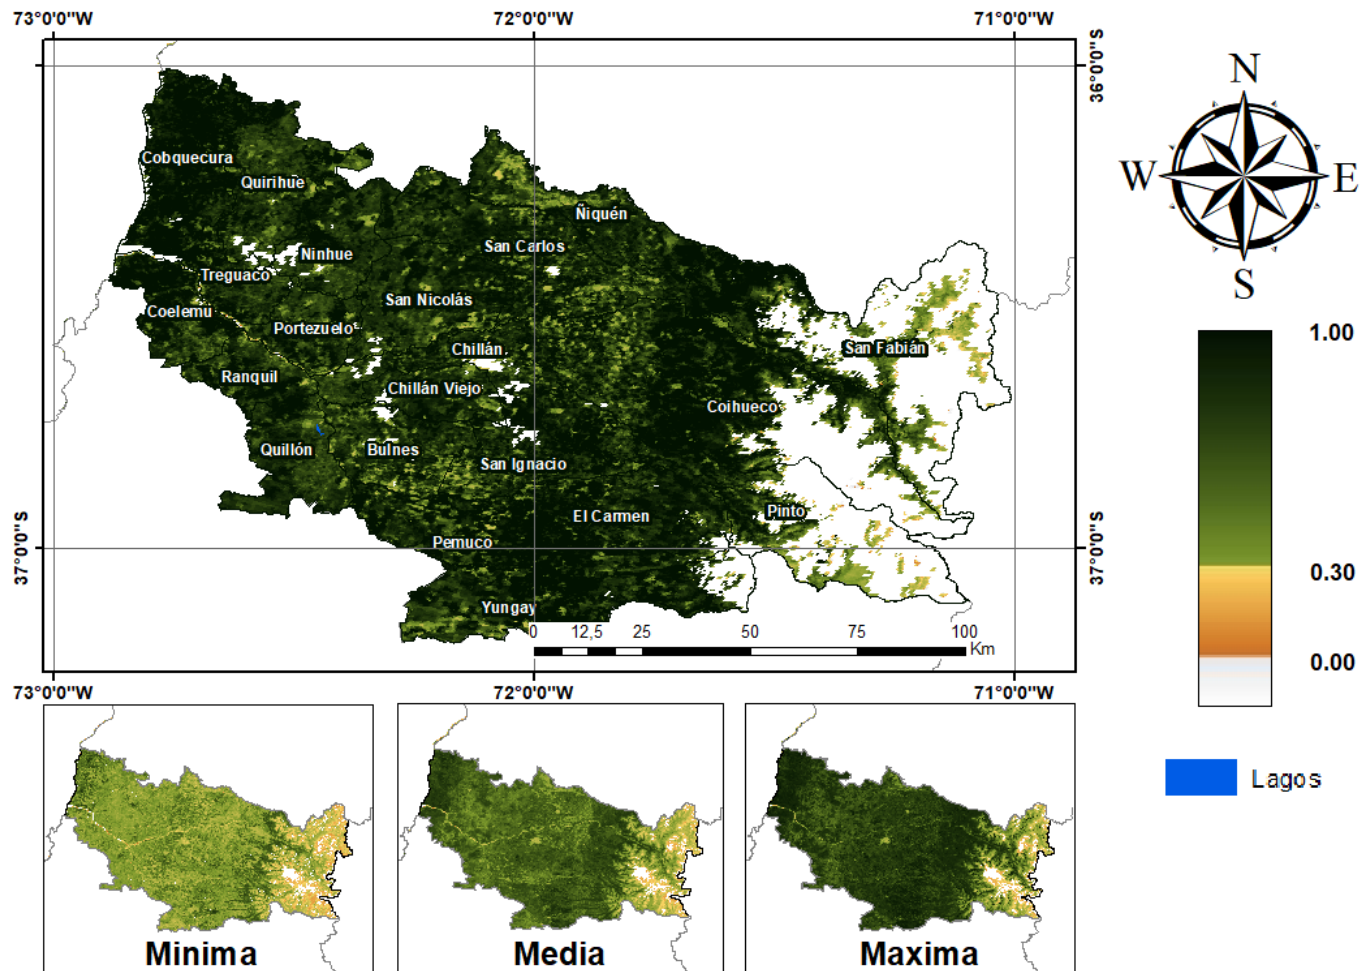 73°0'0"W 72°0'0"W 71°0'0"W
36°0'0"S
N
W E
S
Cobquecura
Quirihue
Ñiquén
San Carlos
Ninhue
Treguaco
San Nicolás
Coelemu
Portezuelo
Chillán
San Fabián
Ranquil
Chillán Viejo
Coihueco
Quillón
Bulnes
San Ignacio
El Carmen
Pinto
Pemuco
Yungay
37°0'0"S
37°0'0"S
0 12,5 25 50 75 100
Km
73°0'0"W 72°0'0"W 71°0'0"W
1.00
0.30
0.00
Lagos
Minima
Media
Maxima